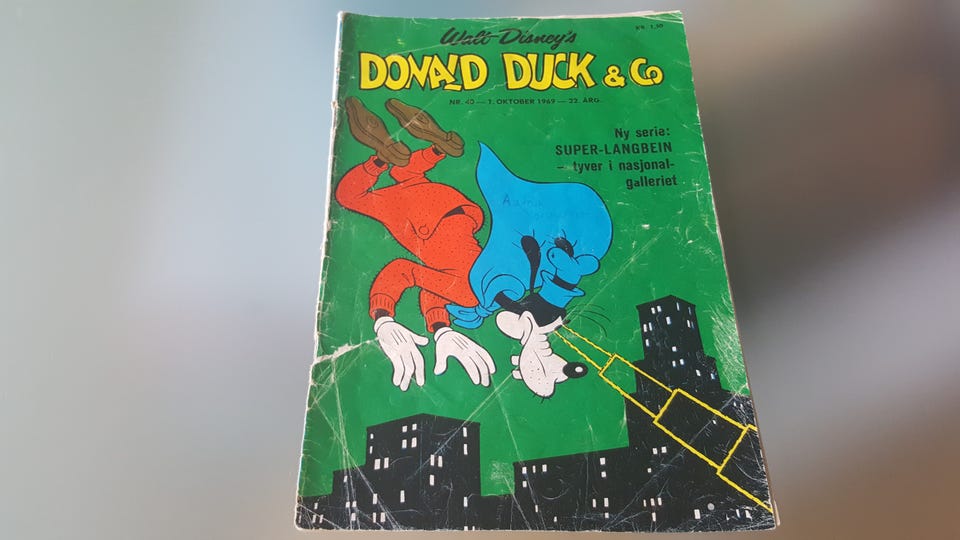 Walt Disney's
KR. 1,50
DONALD DUCK & Co
NR. 40 — 1. OKTOBER 1969 — 22. ÅRG.
Ny serie:
SUPER-LANGBEIN
— tyver i nasjonal-
galleriet